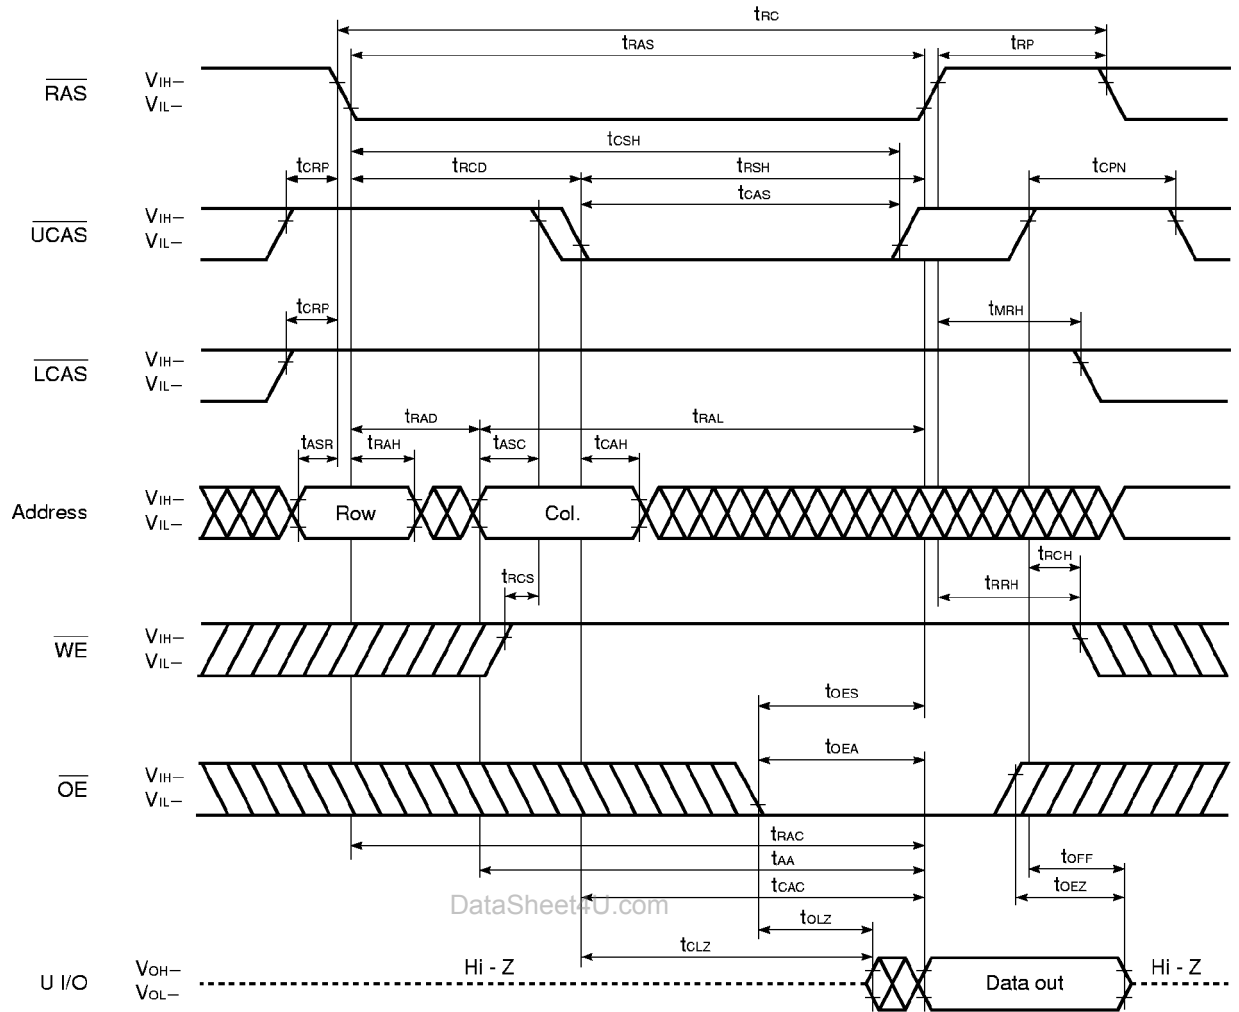 tRC
tRAS
tRP
RAS
VIH–
VIL–
tCSH
tCRP
tRCD
tRSH
tCPN
tCAS
UCAS
VIH–
VIL–
tCRP
tMRH
LCAS
VIH–
VIL–
tRAD
tRAL
tASR
tRAH
tASC
tCAH
Address
VIH–
VIL–
Row
Col.
tRCH
tRCS
tRRH
WE
VIH–
VIL–
tOES
tOEA
OE
VIH–
VIL–
tRAC
tAA
tOFF
tCAC
tOEZ
DataSheet4U.com
tOLZ
tCLZ
U I/O
VOH–
VOL–
Hi - Z
Data out
Hi - Z